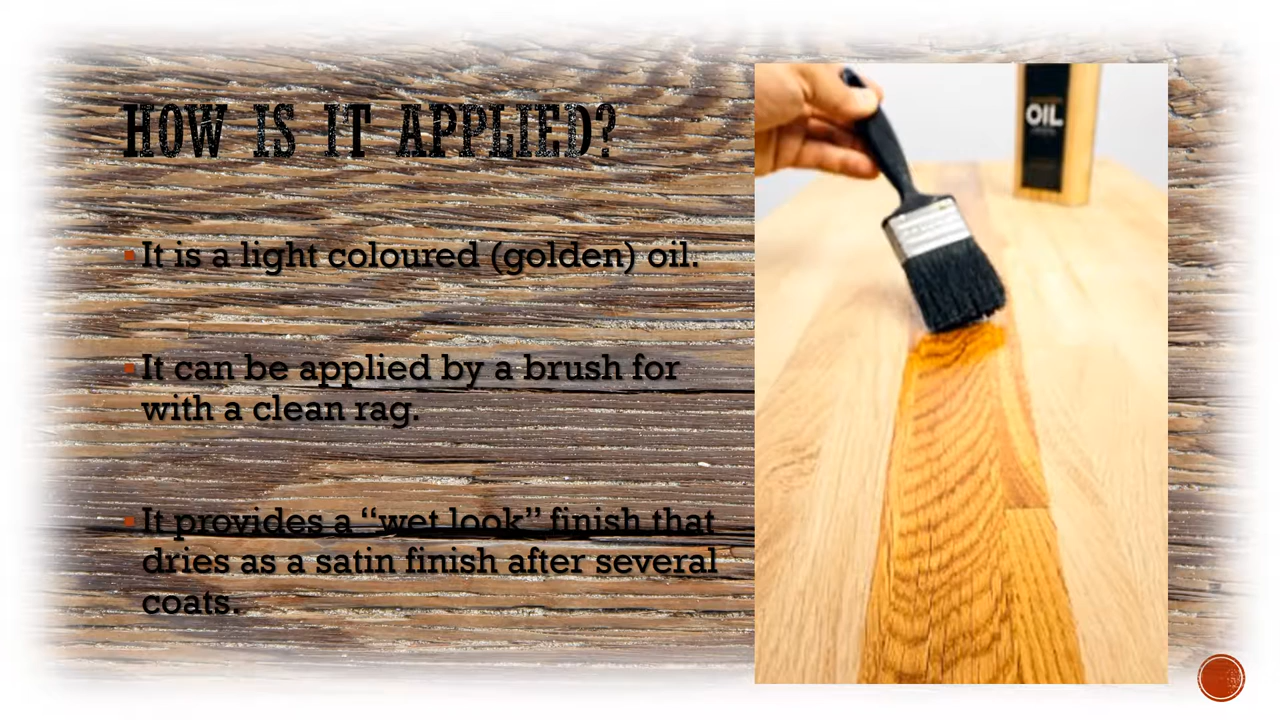 HOW IS IT APPLIED?
▪ It is a light coloured (golden) oil.
▪ It can be applied by a brush for
with a clean rag.
▪ It provides a “wet look” finish that
dries as a satin finish after several
coats.
OIL